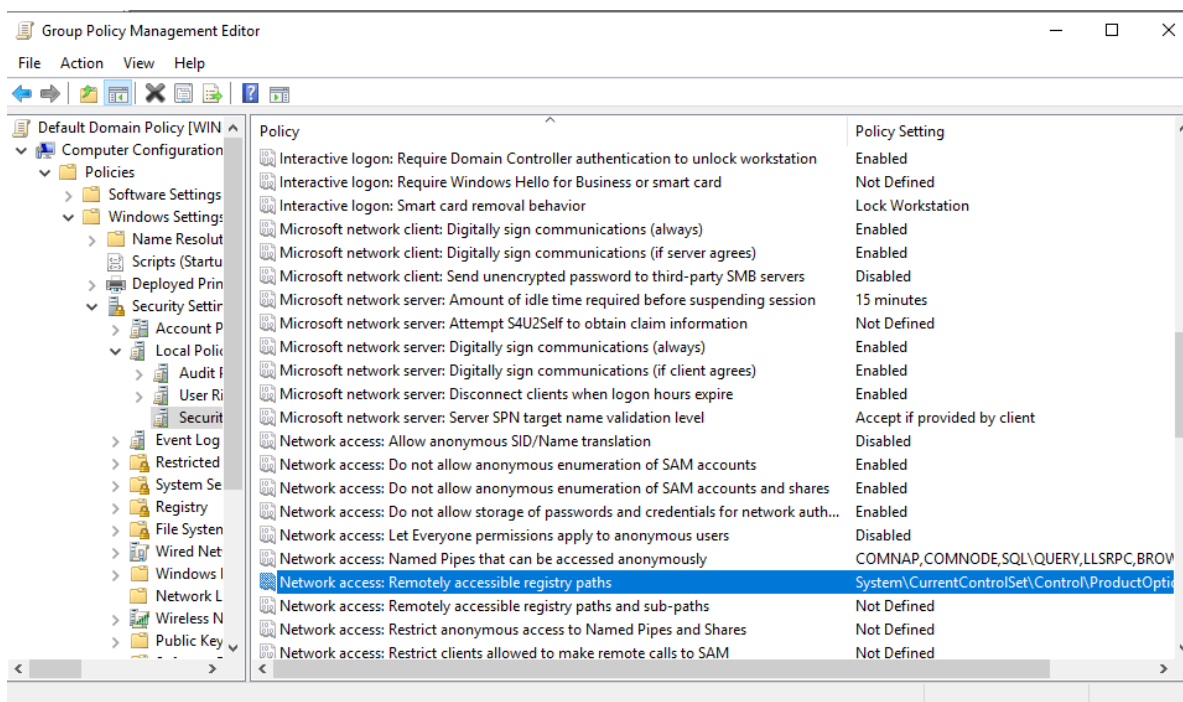 Group Policy Management Editor
File Action View Help
Default Domain Policy [WIN
Computer Configuration
Policies
Software Settings
Windows Settings
Name Resolut
Scripts (Startu
Deployed Prin
Security Settir
Account P
Local Polic
Audit P
User Ri
Securit
Event Log
Restricted
System Se
Registry
File System
Wired Net
Windows
Network L
Wireless N
Public Key
Policy Policy Setting
Interactive logon: Require Domain Controller authentication to unlock workstation Enabled
Interactive logon: Require Windows Hello for Business or smart card Not Defined
Interactive logon: Smart card removal behavior Lock Workstation
Microsoft network client: Digitally sign communications (always) Enabled
Microsoft network client: Digitally sign communications (if server agrees) Enabled
Microsoft network client: Send unencrypted password to third-party SMB servers Disabled
Microsoft network server: Amount of idle time required before suspending session 15 minutes
Microsoft network server: Attempt S4U2Self to obtain claim information Not Defined
Microsoft network server: Digitally sign communications (always) Enabled
Microsoft network server: Digitally sign communications (if client agrees) Enabled
Microsoft network server: Disconnect clients when logon hours expire Enabled
Microsoft network server: Server SPN target name validation level Accept if provided by client
Network access: Allow anonymous SID/Name translation Disabled
Network access: Do not allow anonymous enumeration of SAM accounts Enabled
Network access: Do not allow anonymous enumeration of SAM accounts and shares Enabled
Network access: Do not allow storage of passwords and credentials for network auth... Enabled
Network access: Let Everyone permissions apply to anonymous users Disabled
Network access: Named Pipes that can be accessed anonymously COMNAP,COMNODE,SQL\QUERY,LLSRPC,BROW
Network access: Remotely accessible registry paths System\CurrentControlSet\Control\ProductOptio
Network access: Remotely accessible registry paths and sub-paths Not Defined
Network access: Restrict anonymous access to Named Pipes and Shares Not Defined
Network access: Restrict clients allowed to make remote calls to SAM Not Defined